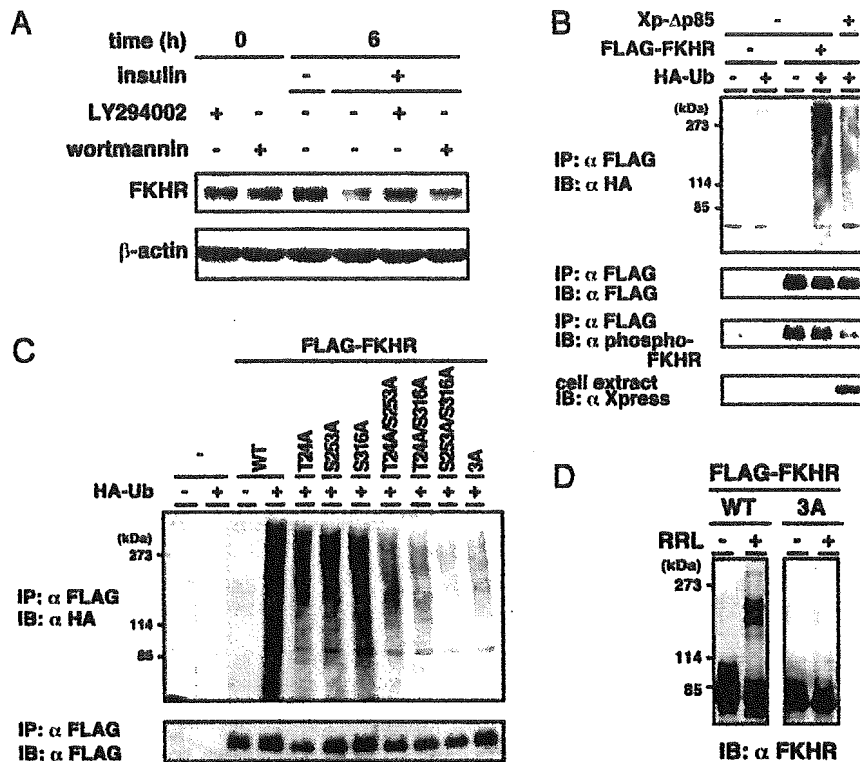 A
time (h) 0 6
insulin - +
LY294002 + - - - + -
wortmannin - + - - - +
FKHR
β-actin
B
Xp-Δp85 - +
FLAG-FKHR - +
HA-Ub - + - + +
(kDa)
273
114
85
IP: α FLAG
IB: α HA
IP: α FLAG
IB: α FLAG
IP: α FLAG
IB: α phospho-FKHR
cell extract
IB: α Xpress
C
FLAG-FKHR
- WT T24A S253A S316A T24A/S253A T24A/S316A S253A/S316A 3A
HA-Ub - + - + + + + + + + +
(kDa)
273
114
85
IP: α FLAG
IB: α HA
IP: α FLAG
IB: α FLAG
D
FLAG-FKHR
WT 3A
RRL - + - +
(kDa)
273
114
85
IB: α FKHR